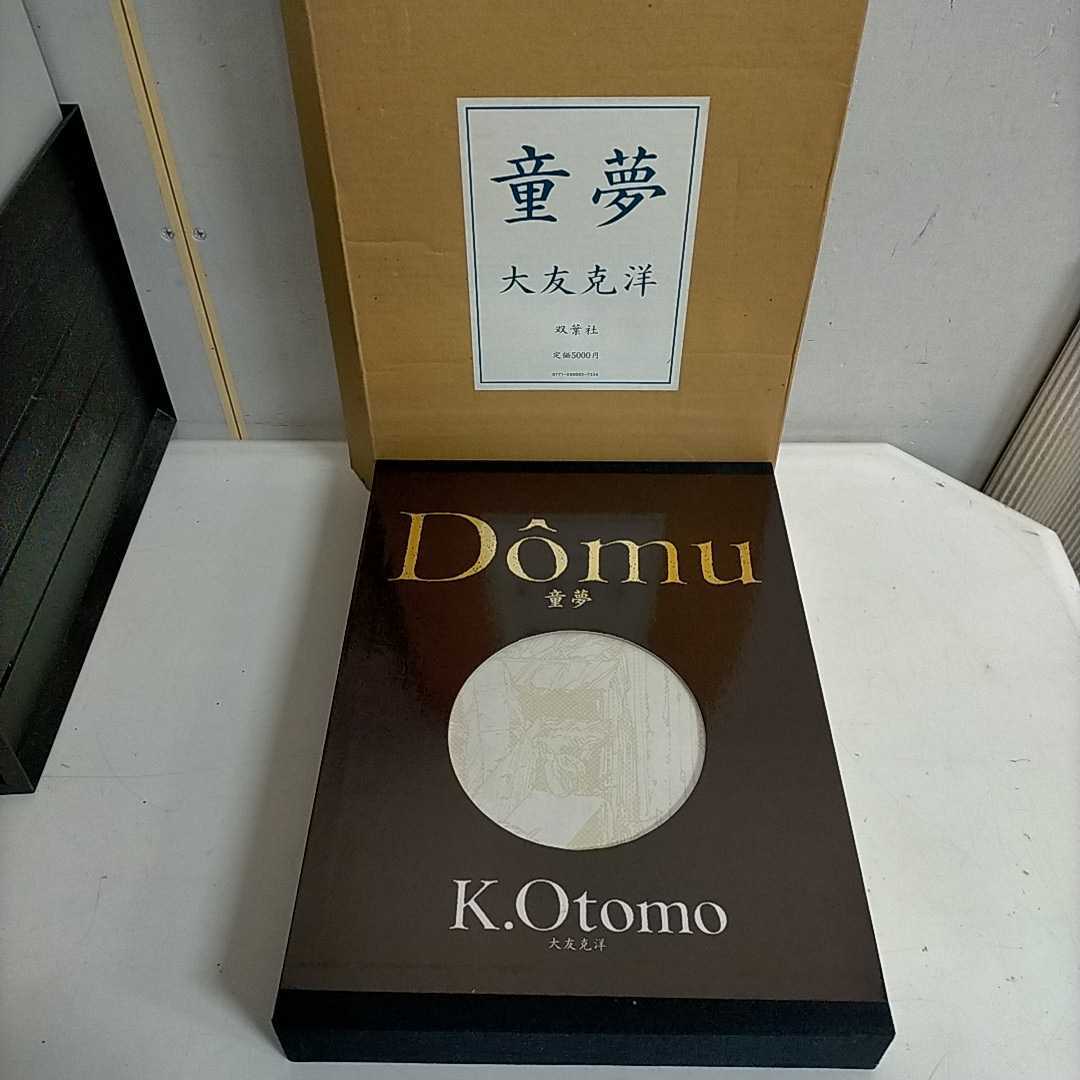 童夢
大友克洋
双葉社
定価5000円
Dômu
童夢
K.Otomo
大友克洋